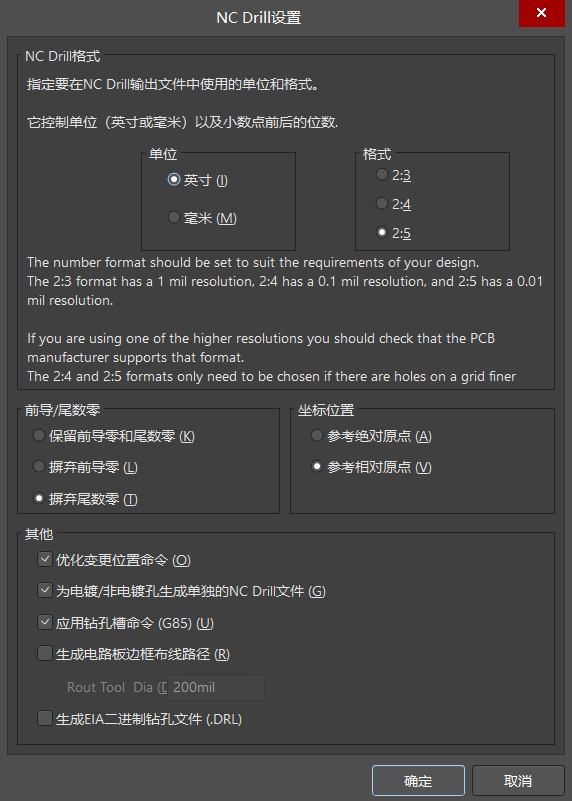 NC Drill设置
NC Drill格式
指定要在NC Drill输出文件中使用的单位和格式。
它控制单位（英寸或毫米）以及小数点前后的位数.
单位
格式
英寸 (I)
2:3
2:4
毫米 (M)
2:5
The number format should be set to suit the requirements of your design.
The 2:3 format has a 1 mil resolution, 2:4 has a 0.1 mil resolution, and 2:5 has a 0.01
mil resolution.
If you are using one of the higher resolutions you should check that the PCB
manufacturer supports that format.
The 2:4 and 2:5 formats only need to be chosen if there are holes on a grid finer
前导/尾数零
保留前导零和尾数零 (K)
摒弃前导零 (L)
摒弃尾数零 (T)
坐标位置
参考绝对原点 (A)
参考相对原点 (V)
其他
优化变更位置命令 (O)
为电镀/非电镀孔生成单独的NC Drill文件 (G)
应用钻孔槽命令 (G85) (U)
生成电路板边框布线路径 (R)
Rout Tool Dia (D 200mil
生成EIA二进制钻孔文件 (.DRL)
确定
取消